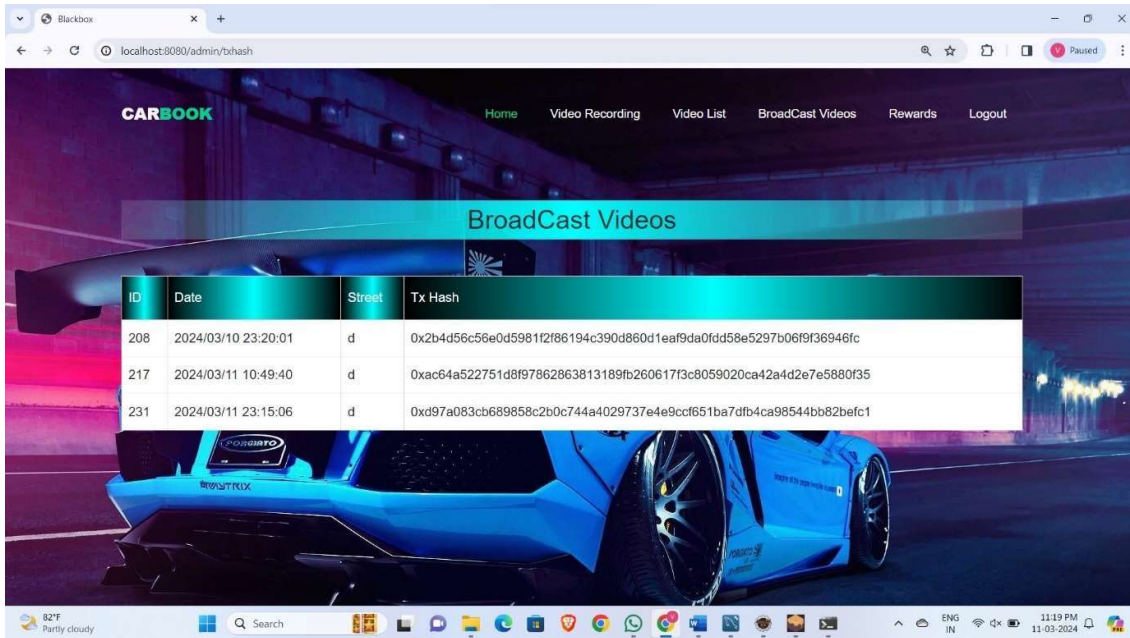 Blackbox
localhost:8080/admin/txhash
Paused
CARBOOK
Home Video Recording Video List BroadCast Videos Rewards Logout
BroadCast Videos
ID Date Street Tx Hash
208 2024/03/10 23:20:01 d 0x2b4d56c56e0d5981f2f86194c390d860d1eaf9da0fdd58e5297b06f9f36946fc
217 2024/03/11 10:49:40 d 0xac64a522751d8f97862863813189fb260617f3c8059020ca42a4d2e7e5880f35
231 2024/03/11 23:15:06 d 0xd97a083cb689858c2b0c744a4029737e4e9ccf651ba7dfb4ca98544bb82befc1
FORGIATO
82°F
Partly cloudy
Search
ENG
IN
11:19 PM
11-03-2024